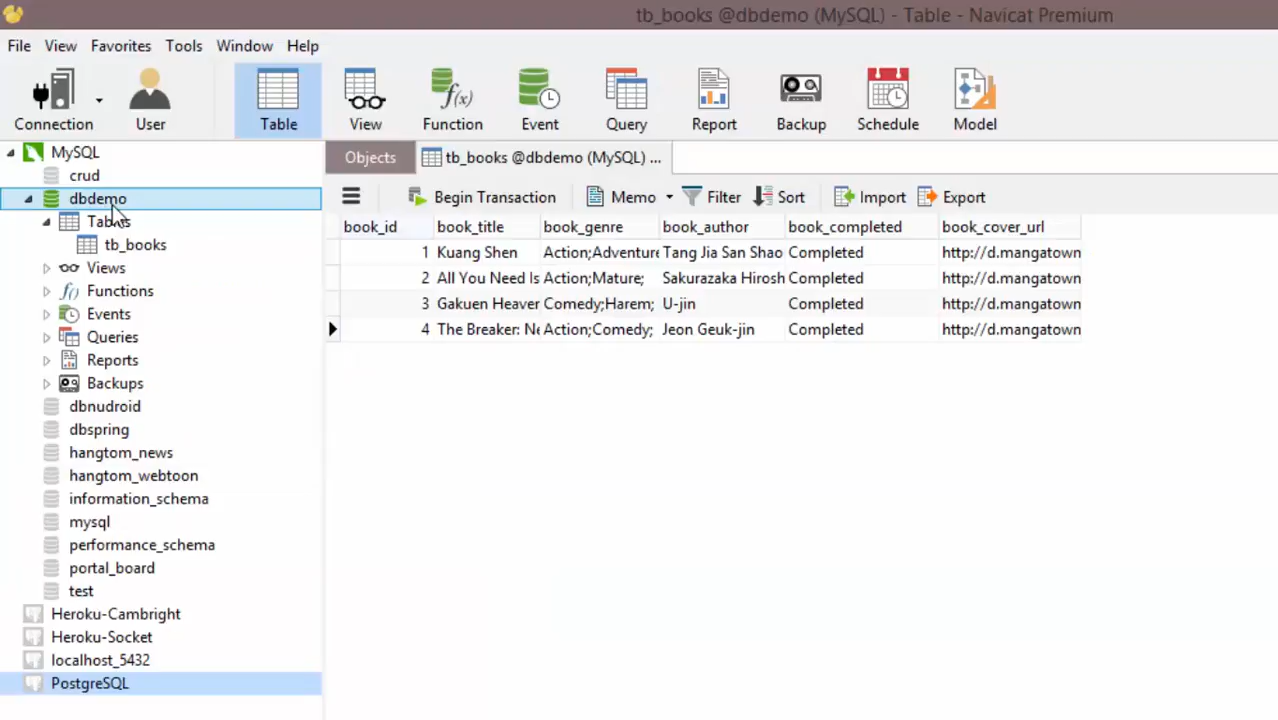 tb_books @dbdemo (MySQL) - Table - Navicat Premium
File View Favorites Tools Window Help
Connection User Table View Function Event Query Report Backup Schedule Model
MySQL
crud
dbdemo
Tables
tb_books
Views
Functions
Events
Queries
Reports
Backups
dbnudroid
dbspring
hangtom_news
hangtom_webtoon
information_schema
mysql
performance_schema
portal_board
test
Heroku-Cambright
Heroku-Socket
localhost_5432
PostgreSQL
Objects tb_books @dbdemo (MySQL) ...
Begin Transaction Memo Filter Sort Import Export
book_id book_title book_genre book_author book_completed book_cover_url
1 Kuang Shen Action;Adventure Tang Jia San Shao Completed http://d.mangatown
2 All You Need Is Action;Mature; Sakurazaka Hirosh Completed http://d.mangatown
3 Gakuen Heaven Comedy;Harem; U-jin Completed http://d.mangatown
4 The Breaker: Ne Action;Comedy; Jeon Geuk-jin Completed http://d.mangatown